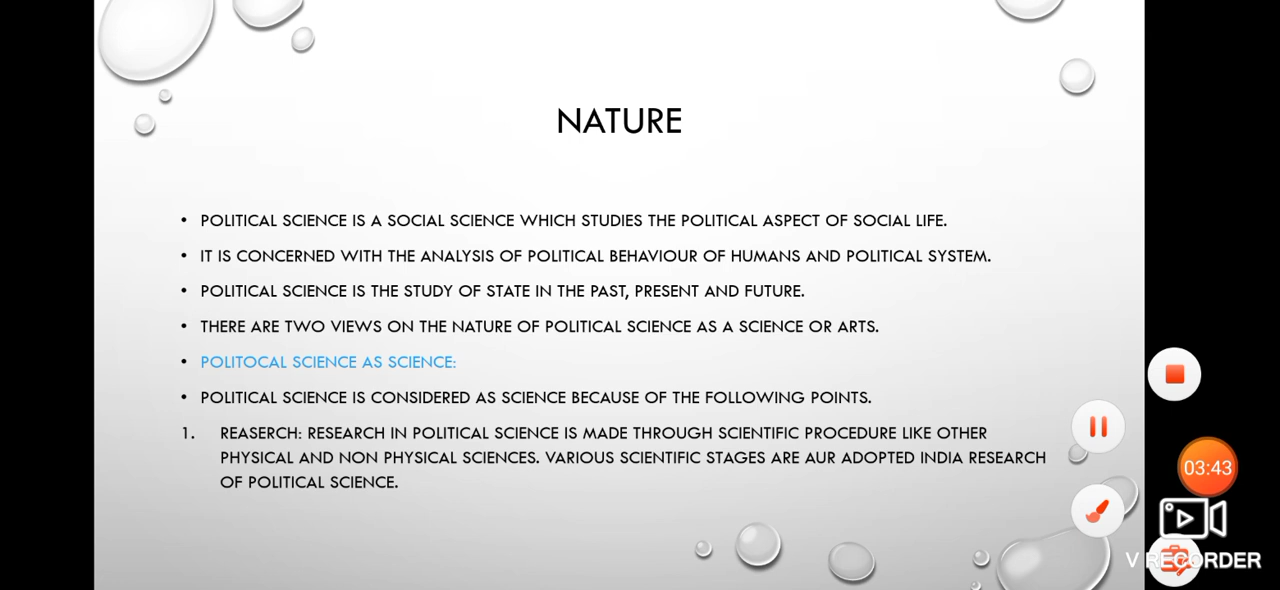 NATURE
• POLITICAL SCIENCE IS A SOCIAL SCIENCE WHICH STUDIES THE POLITICAL ASPECT OF SOCIAL LIFE.
• IT IS CONCERNED WITH THE ANALYSIS OF POLITICAL BEHAVIOUR OF HUMANS AND POLITICAL SYSTEM.
• POLITICAL SCIENCE IS THE STUDY OF STATE IN THE PAST, PRESENT AND FUTURE.
• THERE ARE TWO VIEWS ON THE NATURE OF POLITICAL SCIENCE AS A SCIENCE OR ARTS.
• POLITOCAL SCIENCE AS SCIENCE:
• POLITICAL SCIENCE IS CONSIDERED AS SCIENCE BECAUSE OF THE FOLLOWING POINTS.
1. REASERCH: RESEARCH IN POLITICAL SCIENCE IS MADE THROUGH SCIENTIFIC PROCEDURE LIKE OTHER
PHYSICAL AND NON PHYSICAL SCIENCES. VARIOUS SCIENTIFIC STAGES ARE AUR ADOPTED INDIA RESEARCH
OF POLITICAL SCIENCE.
03:43
V RECORDER